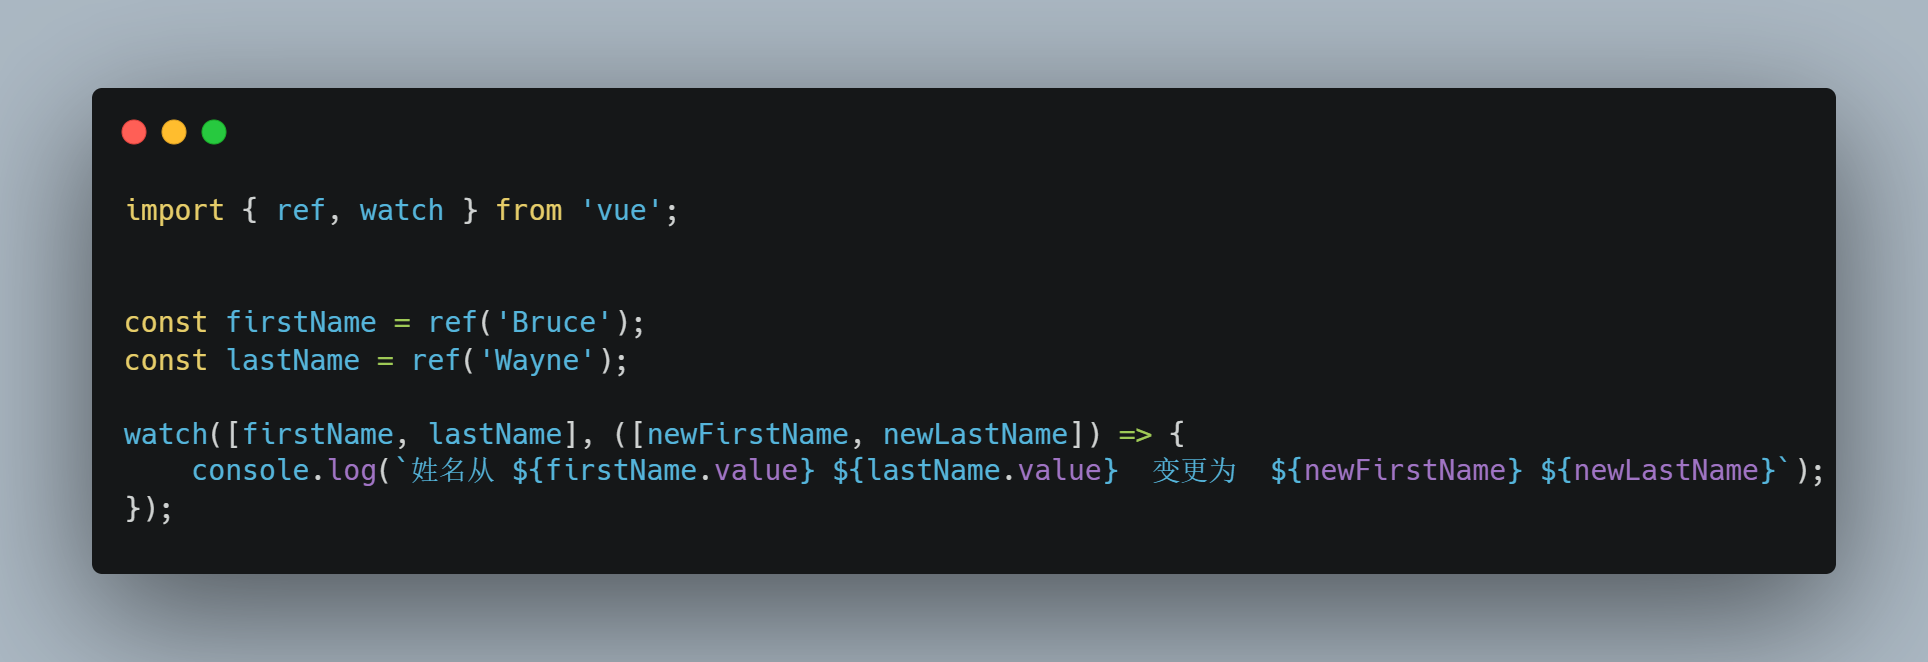 import { ref, watch } from 'vue';
const firstName = ref('Bruce');
const lastName = ref('Wayne');
watch([firstName, lastName], ([newFirstName, newLastName]) => {
    console.log(`姓名从 ${firstName.value} ${lastName.value}  变更为  ${newFirstName} ${newLastName}`);
});